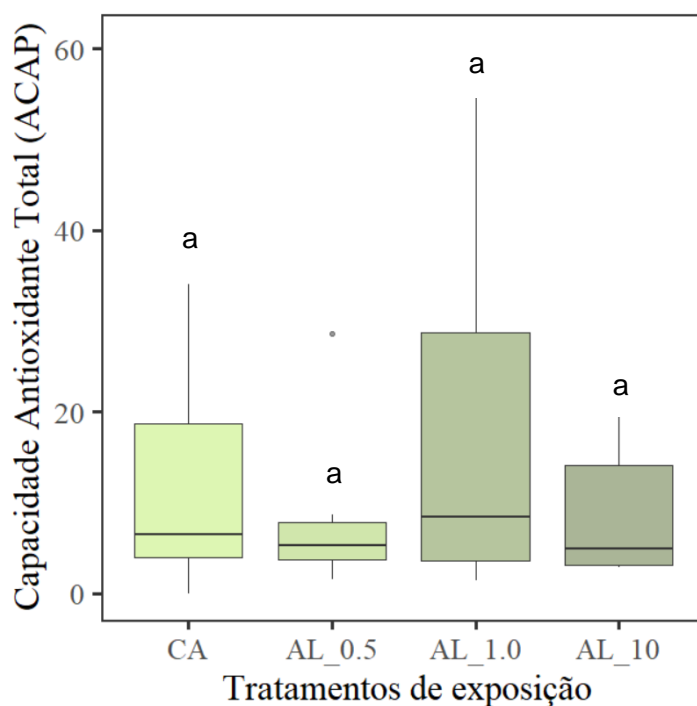 Capacidade Antioxidante Total (ACAP)
60
40
20
0
a
a
a
a
CA
AL_0.5
AL_1.0
AL_10
Tratamentos de exposição